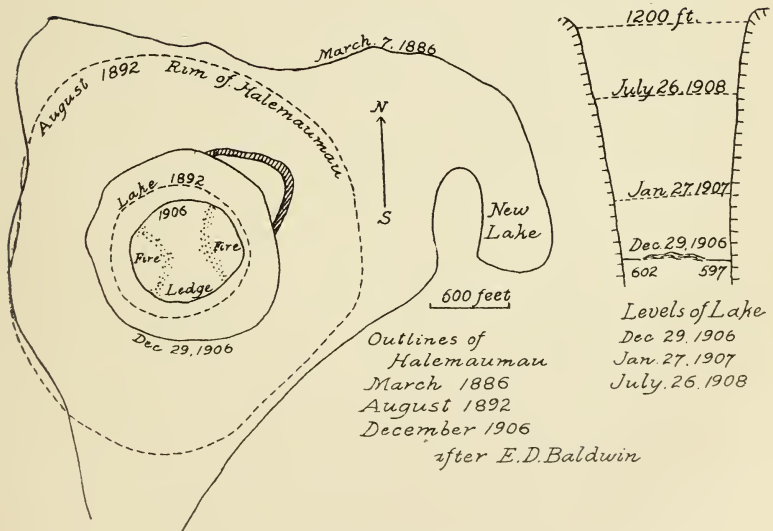 March. 7. 1886
August 1892 Rim of Halemaumau
N
S
Lake 1892
1906
Fire
Fire
Ledge
Dec 29, 1906
New
Lake
600 feet
Outlines of
Halemaumau
March 1886
August 1892
December 1906
after E. D. Baldwin
1200 ft.
July 26, 1908
Jan. 27, 1907
Dec. 29, 1906
602 597
Levels of Lake
Dec 29. 1906
Jan. 27. 1907
July. 26. 1908